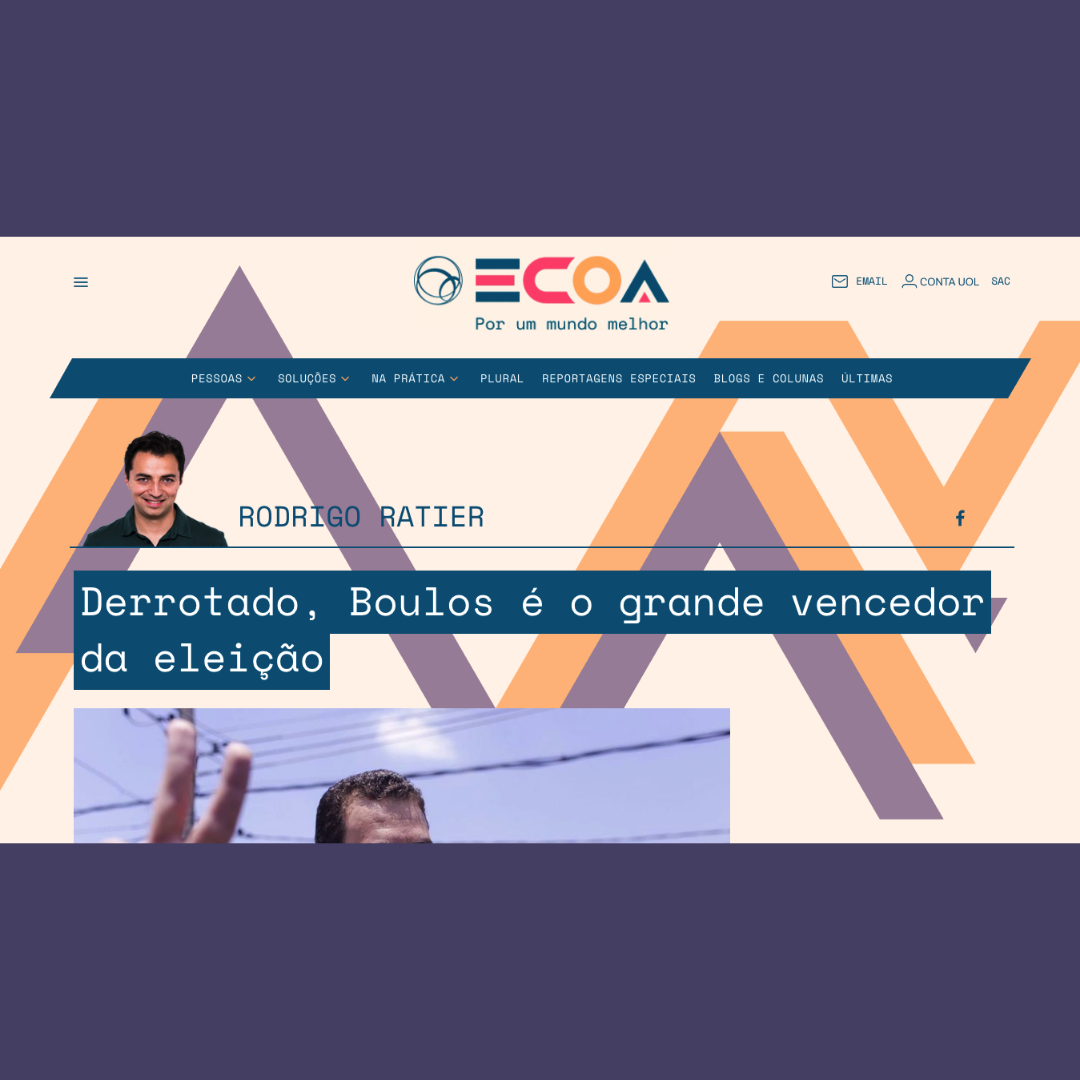 ECOA
Por um mundo melhor
EMAIL CONTA UOL SAC
PESSOAS SOLUÇÕES NA PRÁTICA PLURAL REPORTAGENS ESPECIAIS BLOGS E COLUNAS ÚLTIMAS
RODRIGO RATIER
Derrotado, Boulos é o grande vencedor
da eleição